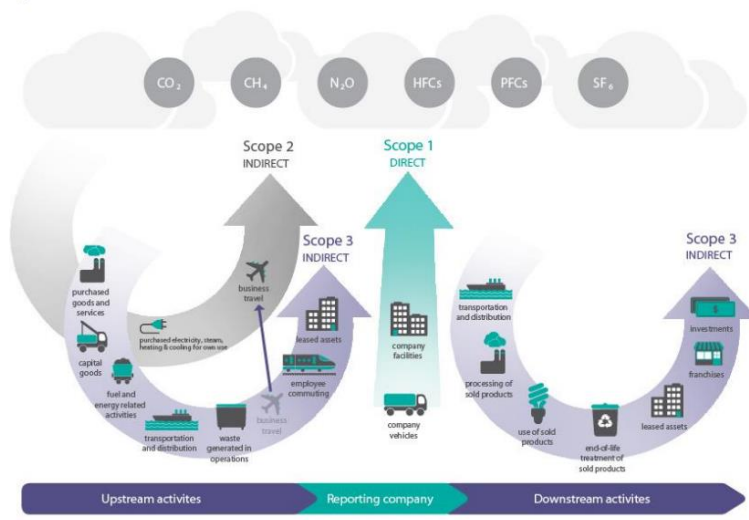 CO₂
CH₄
N₂O
HFCs
PFCs
SF₆
Scope 2
INDIRECT
Scope 1
DIRECT
Scope 3
INDIRECT
Scope 3
INDIRECT
purchased
goods and
services
capital
goods
fuel and
energy related
activities
transportation
and distribution
waste
generated in
operations
business
travel
purchased electricity, steam,
heating & cooling for own use
business
travel
employee
commuting
leased assets
company
facilities
company
vehicles
transportation
and distribution
processing of
sold products
use of sold
products
end-of-life
treatment of
sold products
leased assets
franchises
investments
$
Upstream activites
Reporting company
Downstream activites